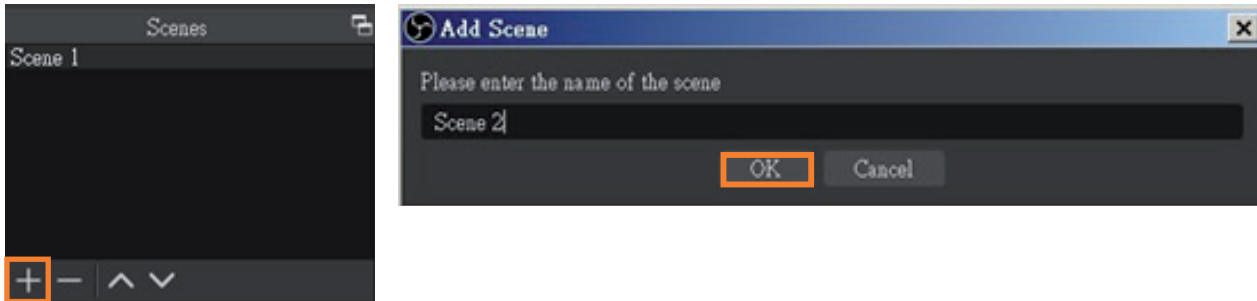 Scenes
Scene 1
Add Scene
Please enter the name of the scene
Scene 2
OK
Cancel